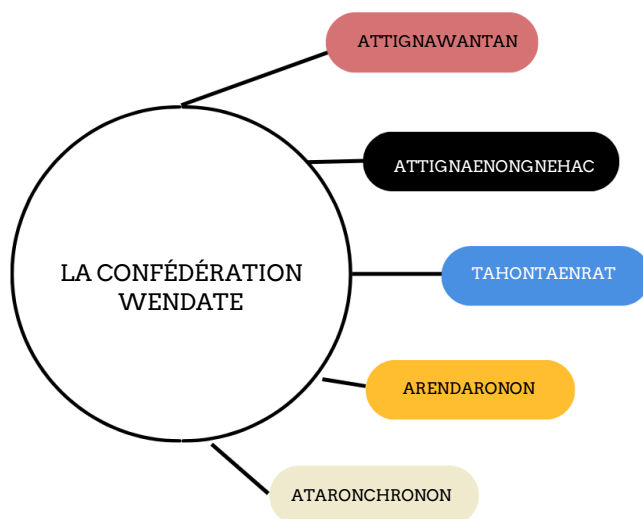 ATTIGNAWANTAN
ATTIGNAENONGNEHAC
LA CONFÉDÉRATION
WENDATE
TAHONTAENRAT
ARENDARONON
ATARONCHRONON